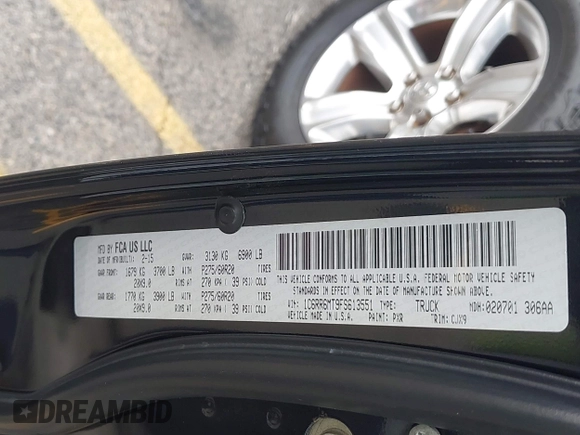 MFD BY FCA US LLC
DATE OF MFR(BUILT): 2-15 GVWR: 3130 KG 6900 LB
GAWR FRONT: 1679 KG 3700 LB WITH P275/60R20 TIRES
20X9.0 RIMS AT 270 KPA ( 39 PSI) COLD
GAWR REAR: 1770 KG 3900 LB WITH P275/60R20 TIRES
20X9.0 RIMS AT 270 KPA ( 39 PSI) COLD
THIS VEHICLE CONFORMS TO ALL APPLICABLE U.S.A. FEDERAL MOTOR VEHICLE SAFETY
STANDARDS IN EFFECT ON THE DATE OF MANUFACTURE SHOWN ABOVE.
VIN: 1C6RR6MT9FS613551 TYPE: TRUCK MDH: 020701 306AA
VEHICLE MADE IN U.S.A. PAINT: PXR TRIM: CJX9
DREAMBID